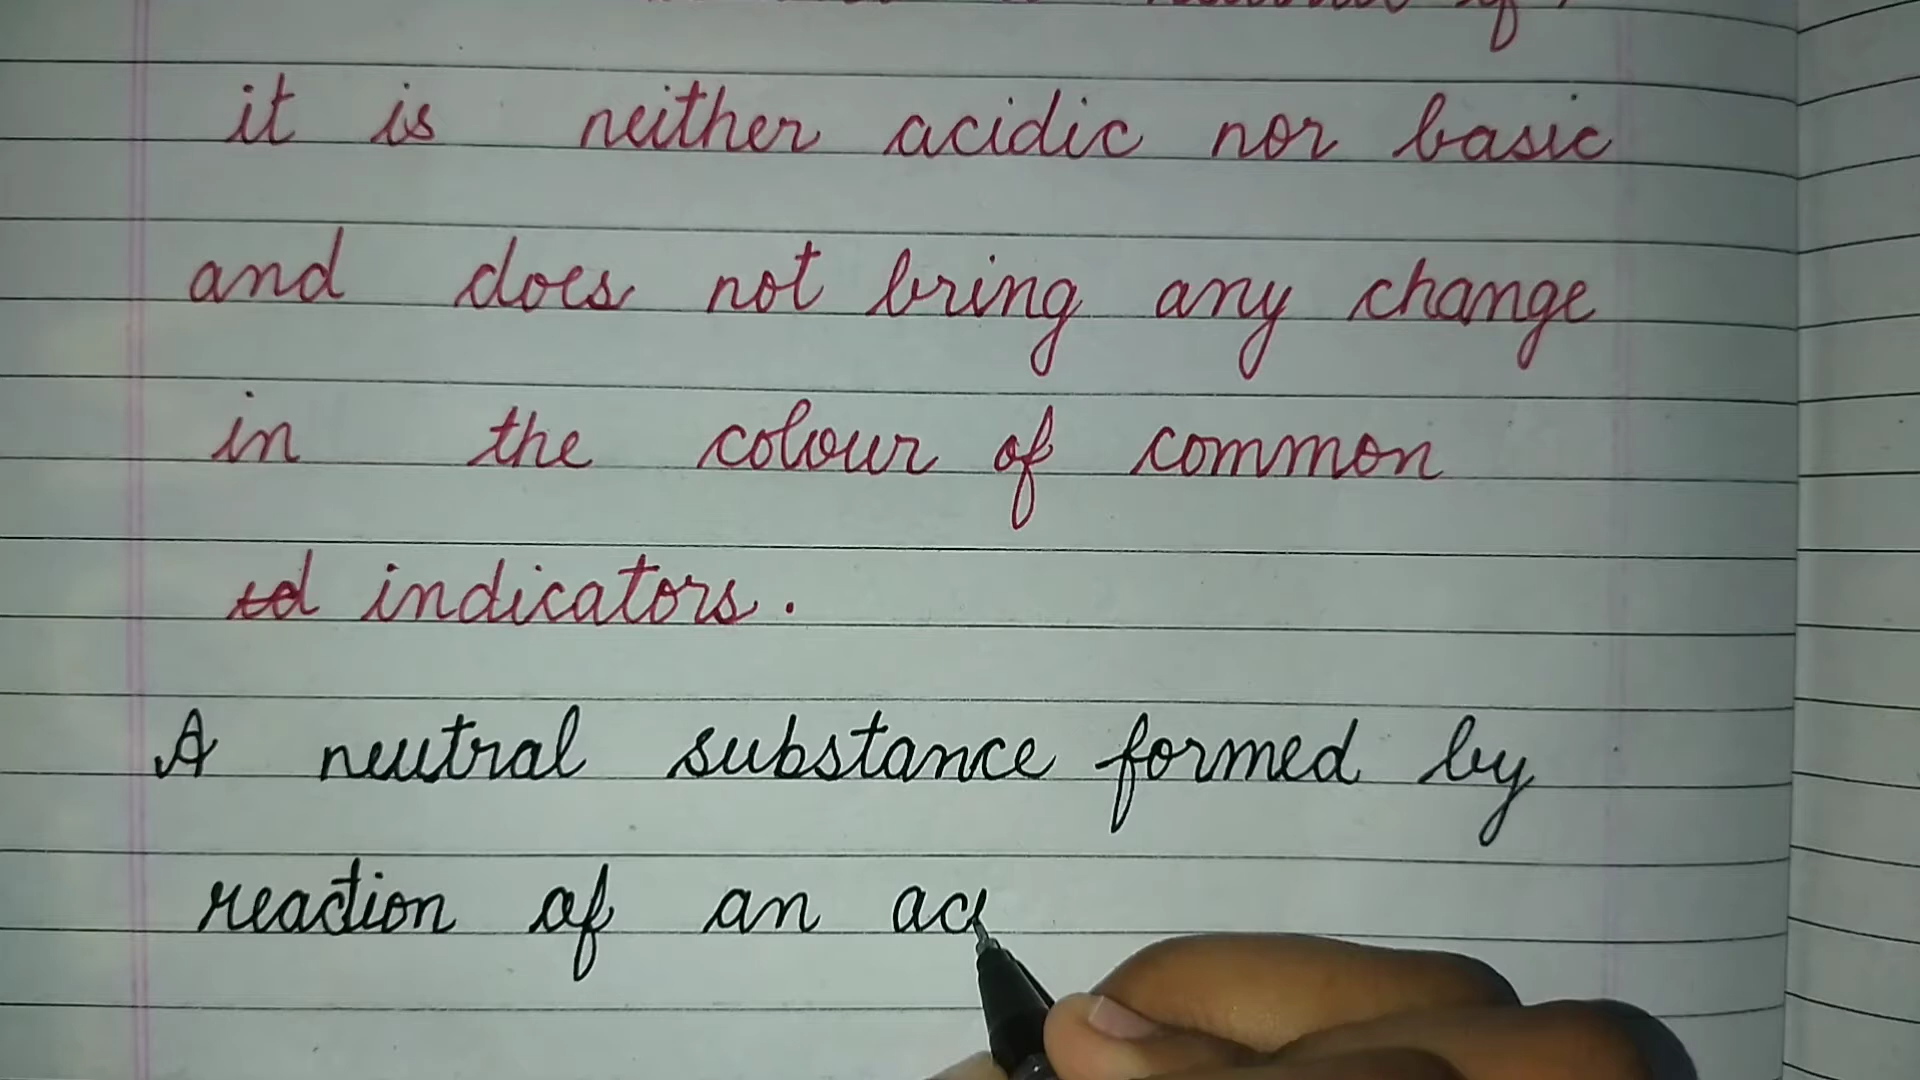 it is neither acidic nor basic
and does not bring any change
in the colour of common
indicators.
A neutral substance formed by
reaction of an aci